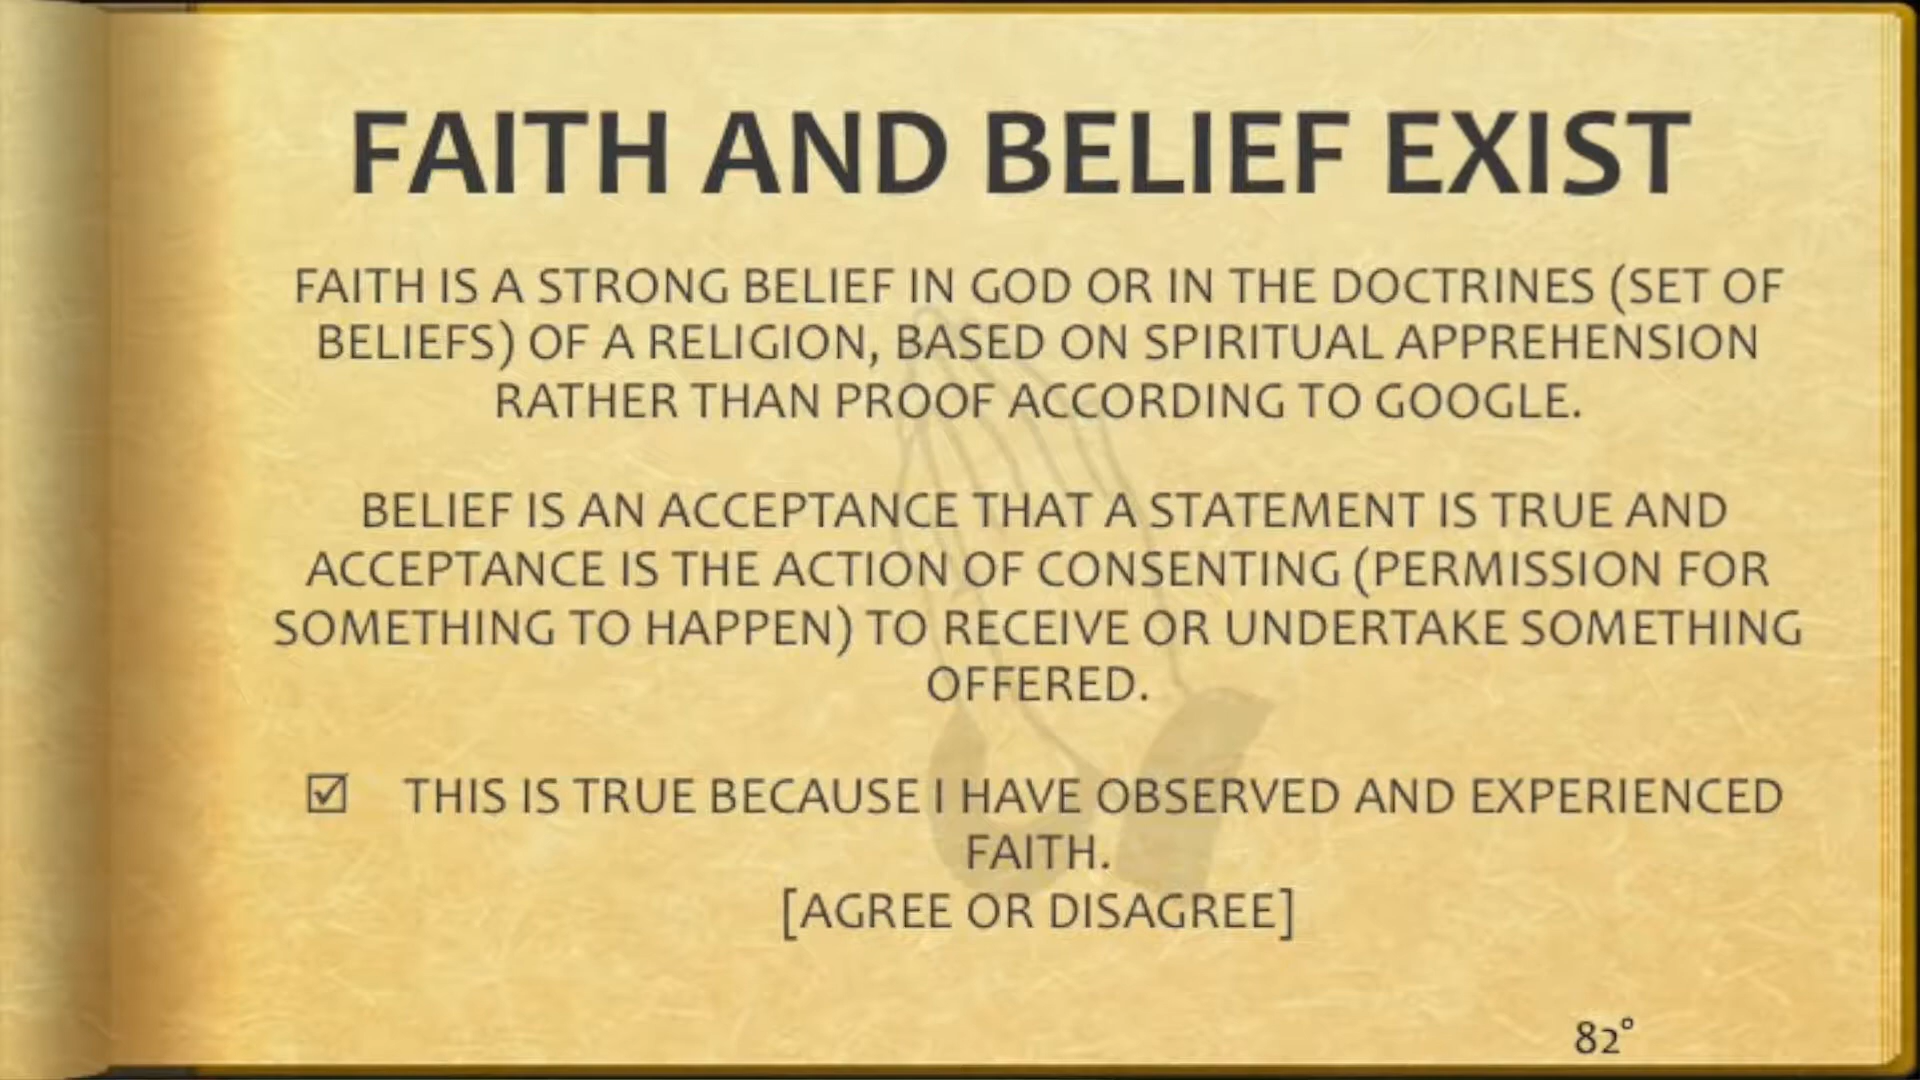 FAITH AND BELIEF EXIST
FAITH IS A STRONG BELIEF IN GOD OR IN THE DOCTRINES (SET OF
BELIEFS) OF A RELIGION, BASED ON SPIRITUAL APPREHENSION
RATHER THAN PROOF ACCORDING TO GOOGLE.
BELIEF IS AN ACCEPTANCE THAT A STATEMENT IS TRUE AND
ACCEPTANCE IS THE ACTION OF CONSENTING (PERMISSION FOR
SOMETHING TO HAPPEN) TO RECEIVE OR UNDERTAKE SOMETHING
OFFERED.
☑ THIS IS TRUE BECAUSE I HAVE OBSERVED AND EXPERIENCED
FAITH.
[AGREE OR DISAGREE]
82°